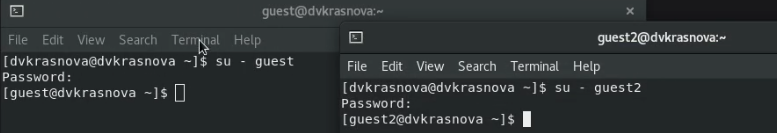 guest@dvkrasnova:~
File Edit View Search Terminal Help
[dvkrasnova@dvkrasnova ~]$ su - guest
Password:
[guest@dvkrasnova ~]$
guest2@dvkrasnova:~
File Edit View Search Terminal Help
[dvkrasnova@dvkrasnova ~]$ su - guest2
Password:
[guest2@dvkrasnova ~]$